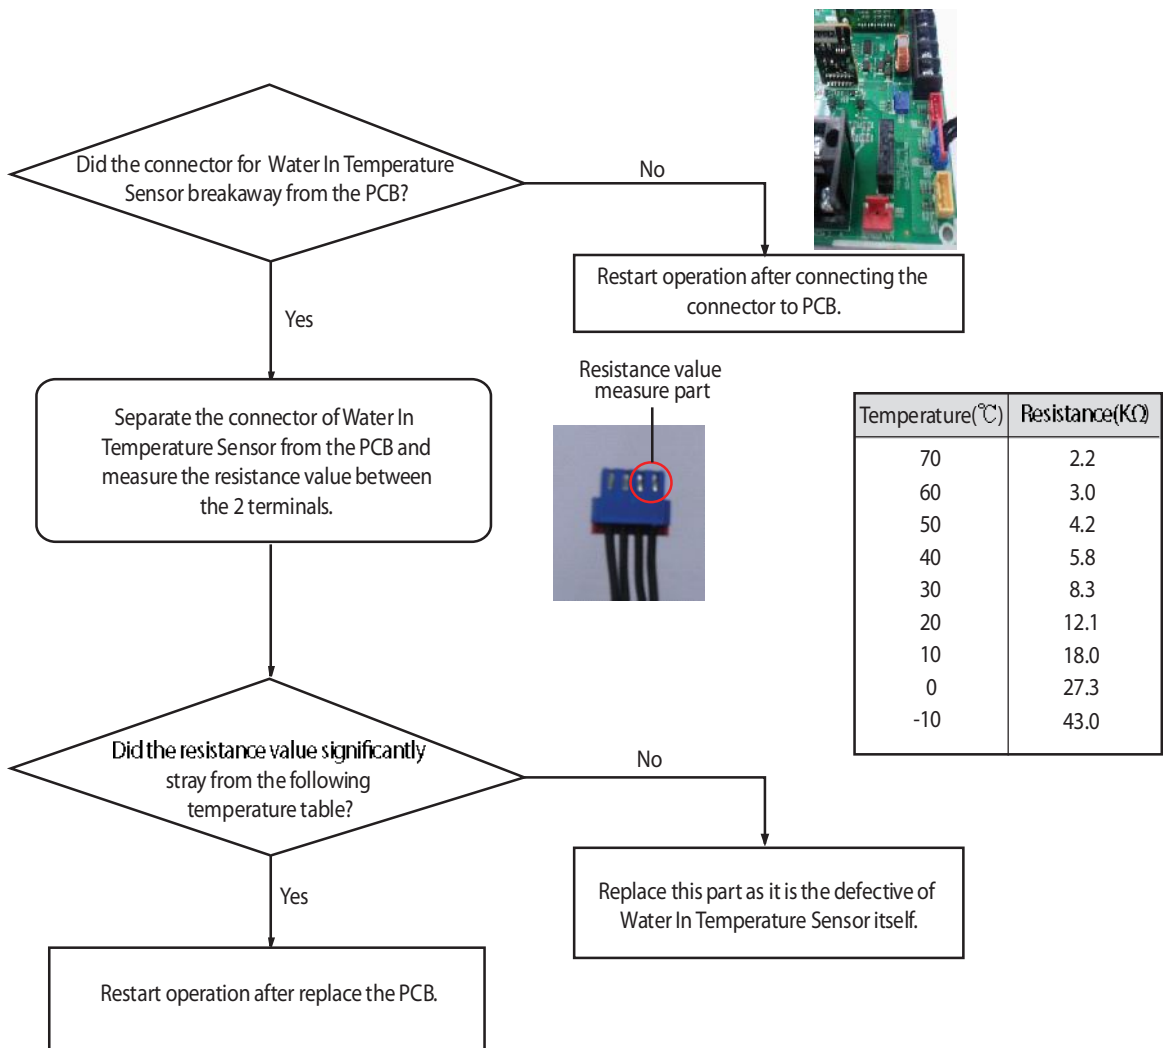 Did the connector for Water In Temperature
Sensor breakaway from the PCB?
No
Restart operation after connecting the
connector to PCB.
Yes
Separate the connector of Water In
Temperature Sensor from the PCB and
measure the resistance value between
the 2 terminals.
Resistance value
measure part
Temperature(℃) Resistance(KΩ)
70 2.2
60 3.0
50 4.2
40 5.8
30 8.3
20 12.1
10 18.0
0 27.3
-10 43.0
Did the resistance value significantly
stray from the following
temperature table?
No
Replace this part as it is the defective of
Water In Temperature Sensor itself.
Yes
Restart operation after replace the PCB.